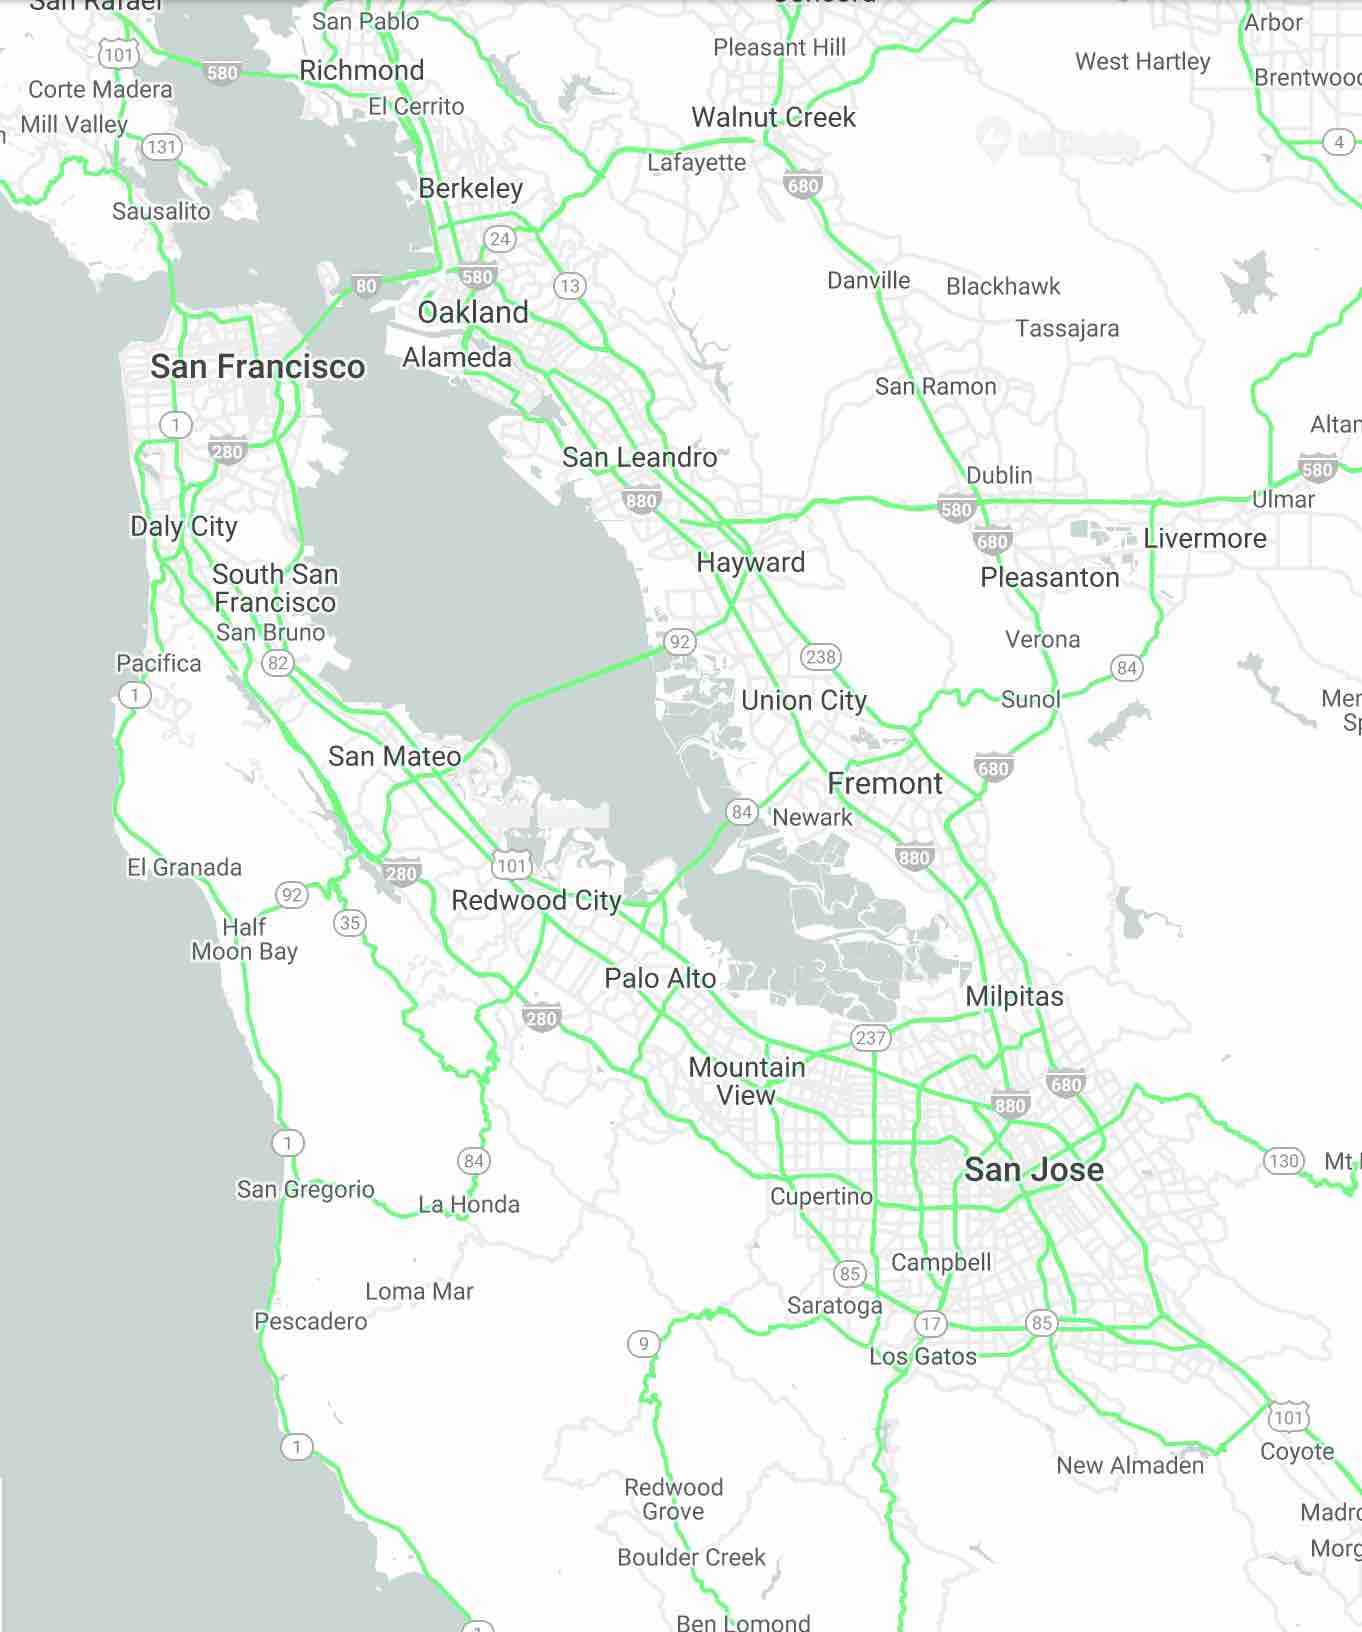 San Rafael
Concord
San Pablo
Arbor
Pleasant Hill
101
West Hartley
580
Richmond
Brentwood
Corte Madera
El Cerrito
Walnut Creek
Mill Valley
131
4
Lafayette
680
Berkeley
Sausalito
24
580
80
13
Danville
Blackhawk
Oakland
Tassajara
San Francisco
Alameda
San Ramon
1
Altam
280
San Leandro
580
Dublin
880
580
Ulmar
Daly City
680
Livermore
Hayward
South San
Francisco
Pleasanton
San Bruno
92
Verona
Pacifica
82
238
84
1
Union City
Sunol
San Mateo
680
Fremont
84
Newark
880
El Granada
101
280
92
Redwood City
35
Half
Moon Bay
Palo Alto
Milpitas
280
237
Mountain
View
680
880
1
84
130
San Jose
San Gregorio
La Honda
Cupertino
Campbell
85
Loma Mar
Saratoga
Pescadero
17
85
9
Los Gatos
101
1
Coyote
New Almaden
Redwood
Grove
Boulder Creek
Ben Lomond
1